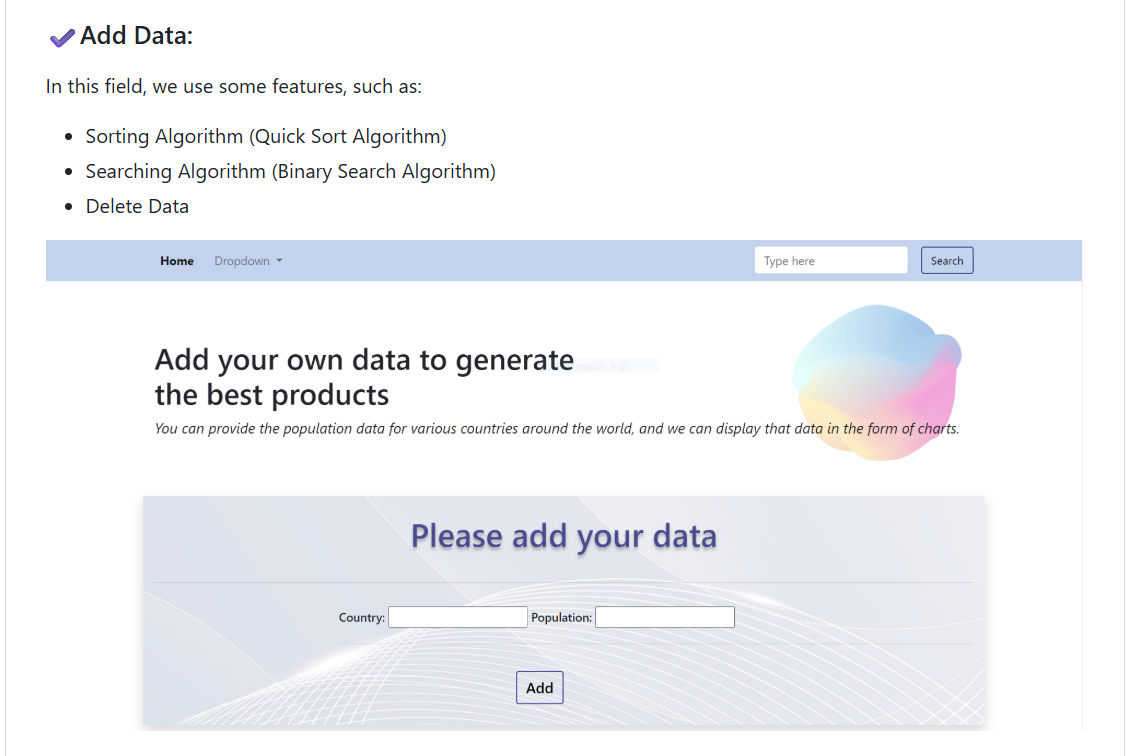 Add Data:
In this field, we use some features, such as:
Sorting Algorithm (Quick Sort Algorithm)
Searching Algorithm (Binary Search Algorithm)
Delete Data
Home Dropdown Type here Search
Add your own data to generate
the best products
You can provide the population data for various countries around the world, and we can display that data in the form of charts.
Please add your data
Country: Population:
Add